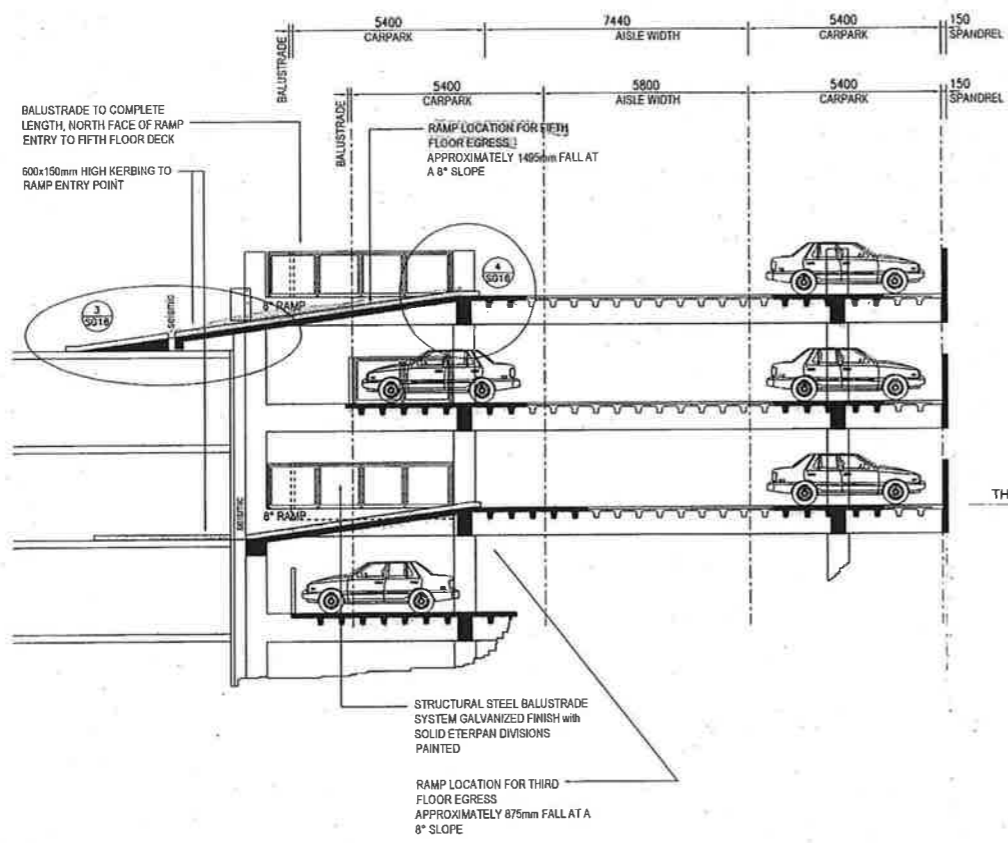 5400
7440
5400
150
CARPARK
AISLE WIDTH
CARPARK
SPANDREL
BALUSTRADE
5400
5800
5400
150
CARPARK
AISLE WIDTH
CARPARK
SPANDREL
BALUSTRADE
BALUSTRADE TO COMPLETE
LENGTH, NORTH FACE OF RAMP
ENTRY TO FIFTH FLOOR DECK
600x150mm HIGH KERBING TO
RAMP ENTRY POINT
RAMP LOCATION FOR FIFTH
FLOOR EGRESS
APPROXIMATELY 1495mm FALL AT
A 8° SLOPE
4
SG16
3
SG16
seismic
8° RAMP
TH
seismic
8° RAMP
STRUCTURAL STEEL BALUSTRADE
SYSTEM GALVANIZED FINISH with
SOLID ETERPAN DIVISIONS
PAINTED
RAMP LOCATION FOR THIRD
FLOOR EGRESS
APPROXIMATELY 875mm FALL AT A
8° SLOPE